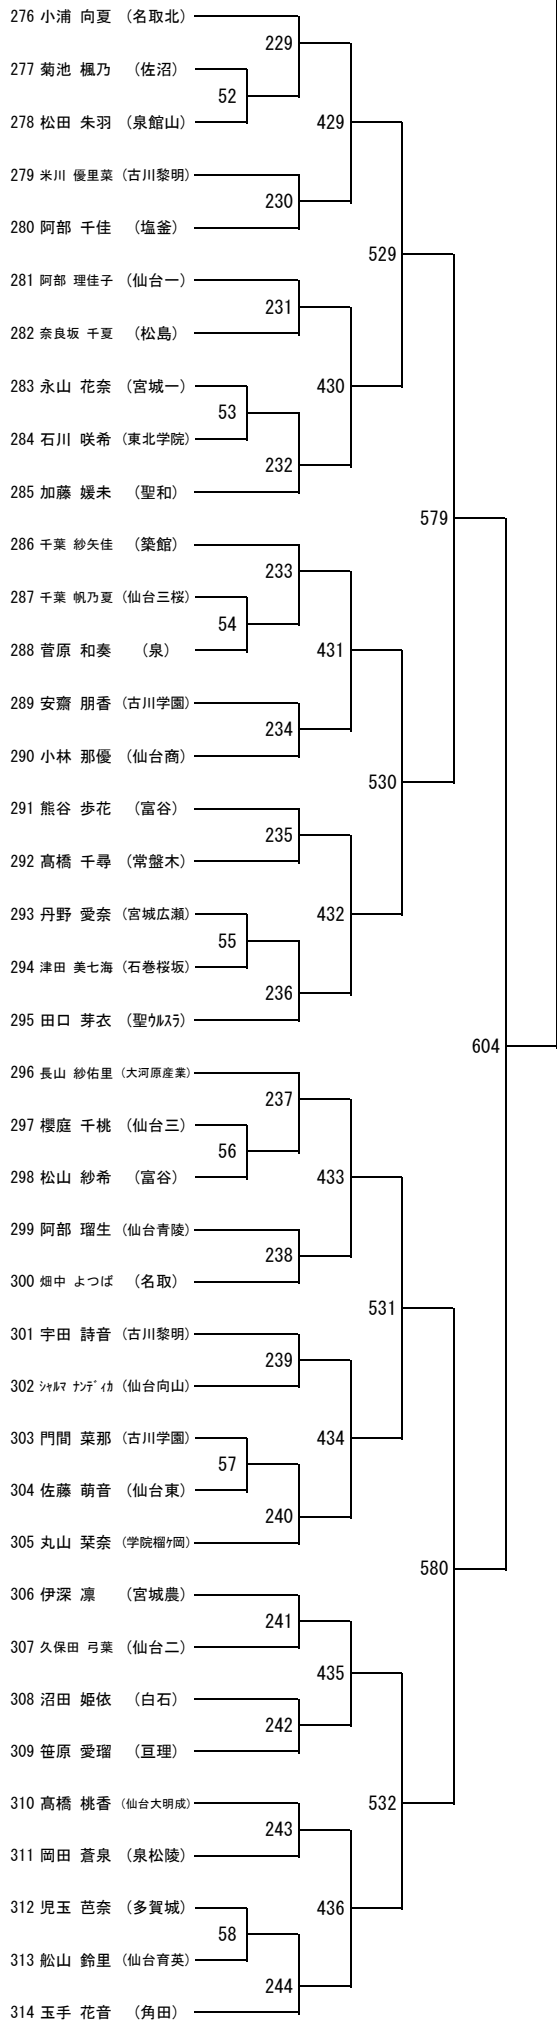 276 小浦 向夏 (名取北)
229
277 菊池 楓乃 (佐沼)
52
278 松田 朱羽 (泉館山)
429
279 米川 優里菜 (古川黎明)
230
280 阿部 千佳 (塩釜)
529
281 阿部 理佳子 (仙台一)
231
282 奈良坂 千夏 (松島)
283 永山 花奈 (宮城一)
430
53
284 石川 咲希 (東北学院)
232
285 加藤 媛未 (聖和)
579
286 千葉 紗矢佳 (築館)
233
287 千葉 帆乃夏 (仙台三桜)
54
288 菅原 和奏 (泉)
431
289 安齋 朋香 (古川学園)
234
290 小林 那優 (仙台商)
530
291 熊谷 歩花 (富谷)
235
292 髙橋 千尋 (常盤木)
293 丹野 愛奈 (宮城広瀬)
432
55
294 津田 美七海 (石巻桜坂)
236
295 田口 芽衣 (聖ｳﾙｽﾗ)
604
296 長山 紗佑里 (大河原産業)
237
297 櫻庭 千桃 (仙台三)
56
298 松山 紗希 (富谷)
433
299 阿部 瑠生 (仙台青陵)
238
300 畑中 よつば (名取)
531
301 宇田 詩音 (古川黎明)
239
302 ｼｬﾙﾏ ﾅﾝﾃﾞｨｶ (仙台向山)
303 門間 菜那 (古川学園)
434
57
304 佐藤 萌音 (仙台東)
240
305 丸山 栞奈 (学院榴ｹ岡)
580
306 伊深 凛 (宮城農)
241
307 久保田 弓葉 (仙台二)
435
308 沼田 姫依 (白石)
242
309 笹原 愛瑠 (亘理)
310 髙橋 桃香 (仙台大明成)
532
243
311 岡田 蒼泉 (泉松陵)
312 児玉 芭奈 (多賀城)
436
58
313 舩山 鈴里 (仙台育英)
244
314 玉手 花音 (角田)